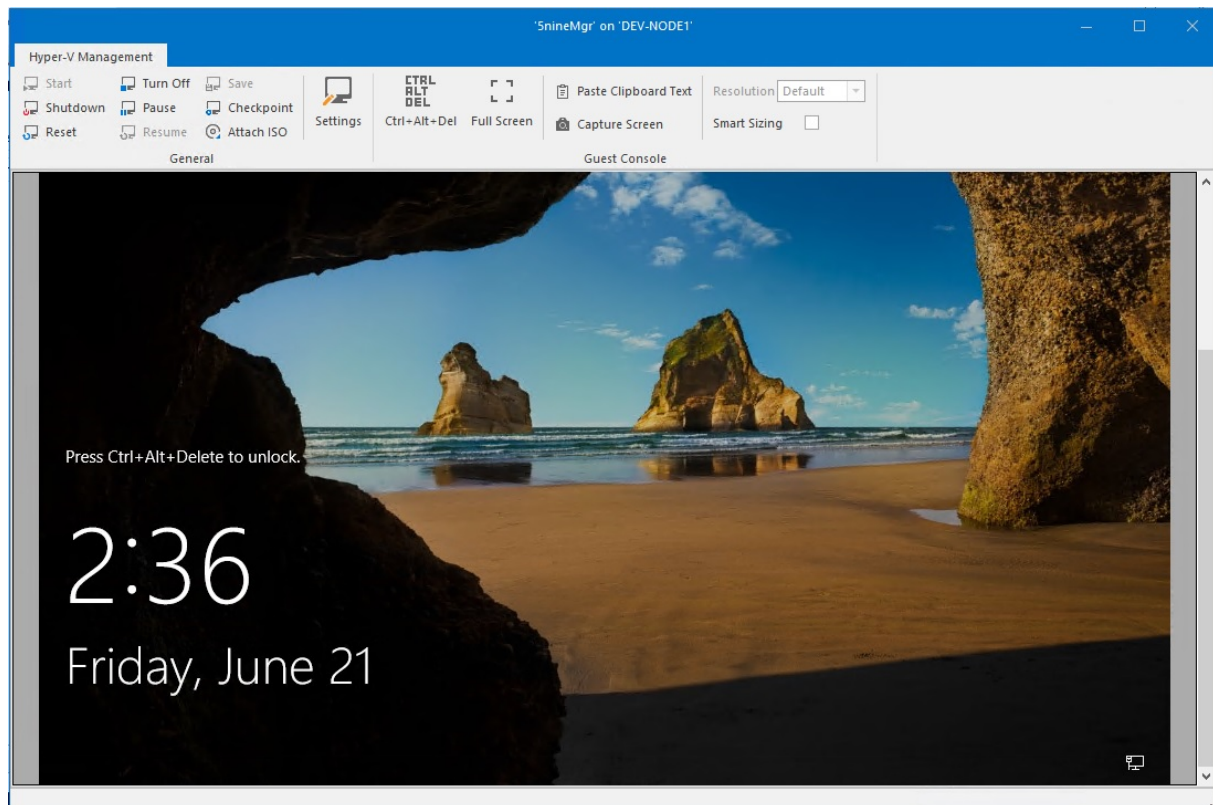 '5nineMgr' on 'DEV-NODE1'
Hyper-V Management
Start
Turn Off
Save
Shutdown
Pause
Checkpoint
Reset
Resume
Attach ISO
General
Settings
CTRL
ALT
DEL
Ctrl+Alt+Del
Full Screen
Paste Clipboard Text
Capture Screen
Resolution Default
Smart Sizing
Guest Console
Press Ctrl+Alt+Delete to unlock.
2:36
Friday, June 21